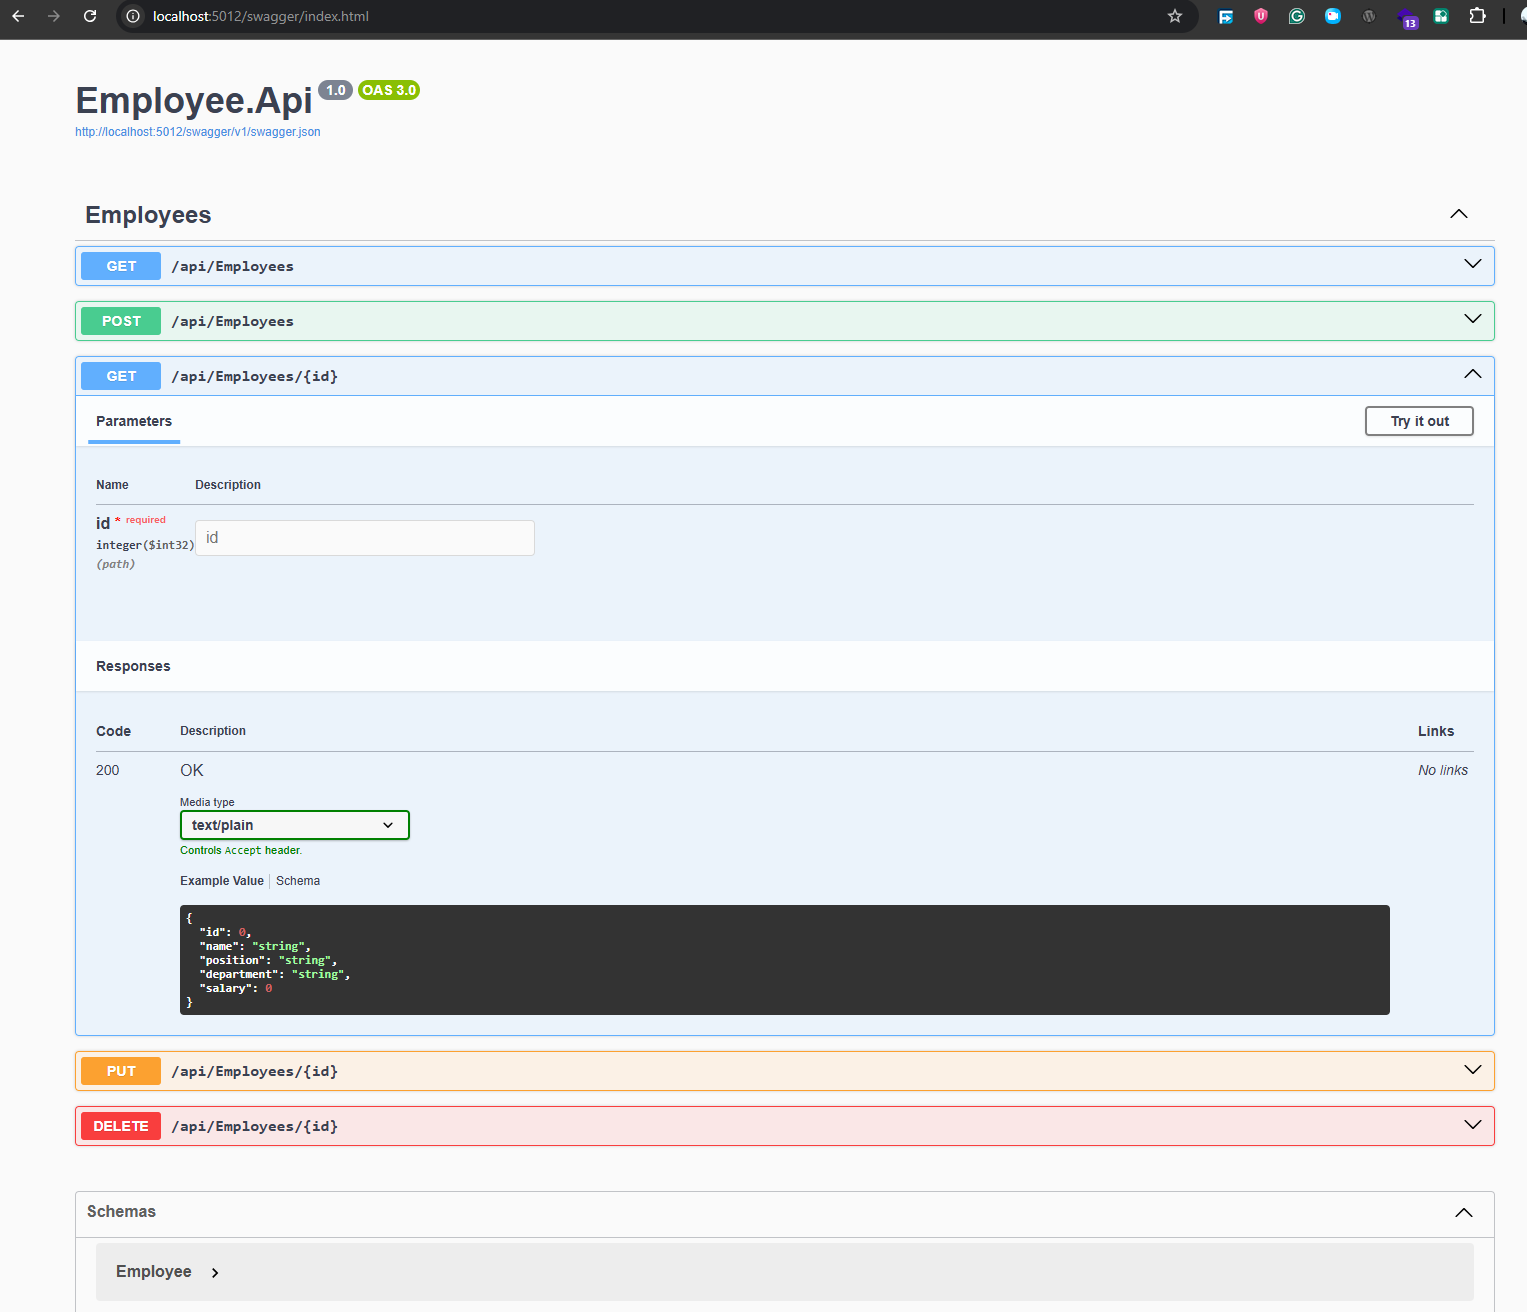 localhost:5012/swagger/index.html
13
Employee.Api 1.0 OAS 3.0
http://localhost:5012/swagger/v1/swagger.json
Employees
GET /api/Employees
POST /api/Employees
GET /api/Employees/{id}
Parameters
Try it out
Name Description
id * required
integer($int32)
(path)
id
Responses
Code Description Links
200 OK No links
Media type
text/plain
Controls Accept header.
Example Value Schema
{
  "id": 0,
  "name": "string",
  "position": "string",
  "department": "string",
  "salary": 0
}
PUT /api/Employees/{id}
DELETE /api/Employees/{id}
Schemas
Employee